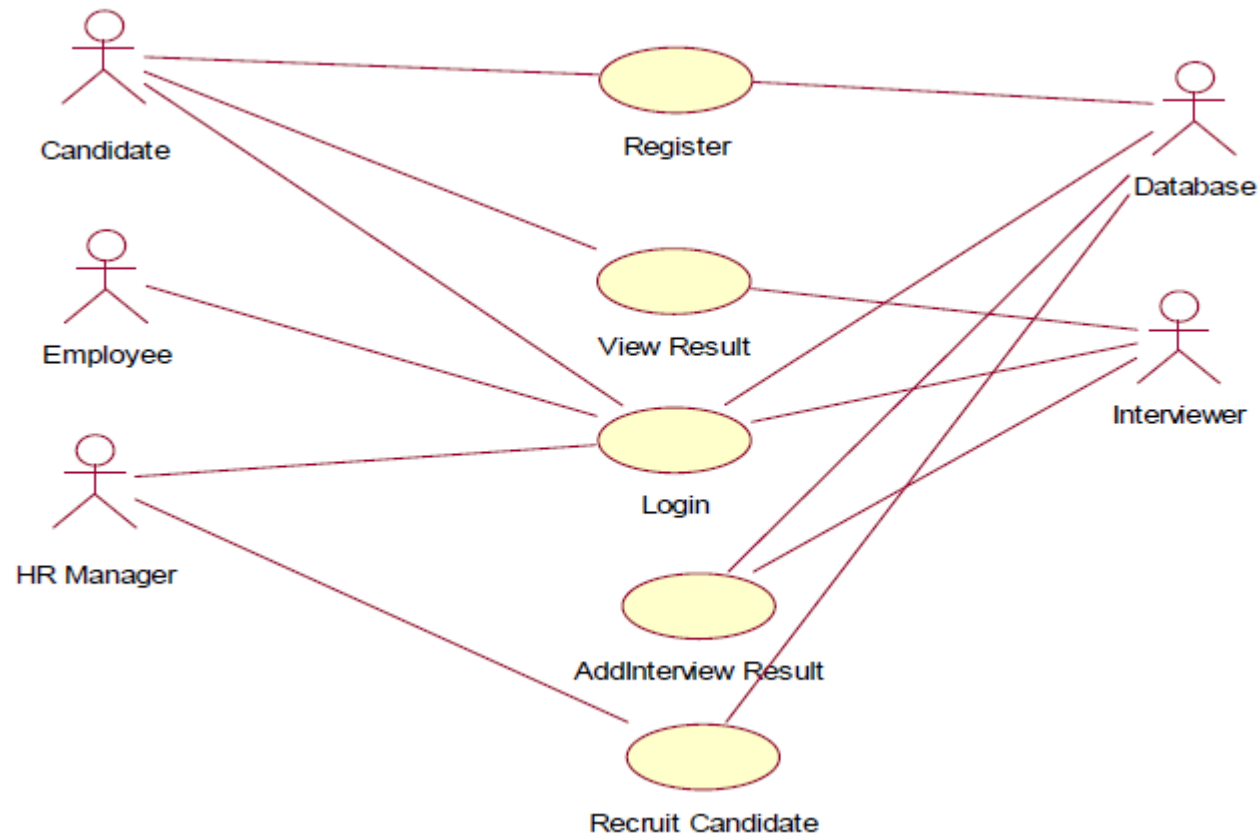 Candidate
Register
Database
Employee
View Result
Interviewer
HR Manager
Login
AddInterview Result
Recruit Candidate